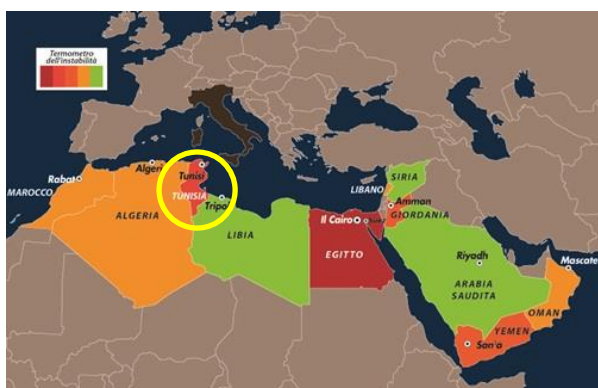 Termometro
dell'instabilità
Rabat
MAROCCO
Algeri
Tunisi
TUNISIA
Tripo
ALGERIA
LIBIA
Il Cairo
EGITTO
LIBANO
SIRIA
Amman
GIORDANIA
Riyadh
ARABIA
SAUDITA
Mascate
OMAN
YEMEN
San'a